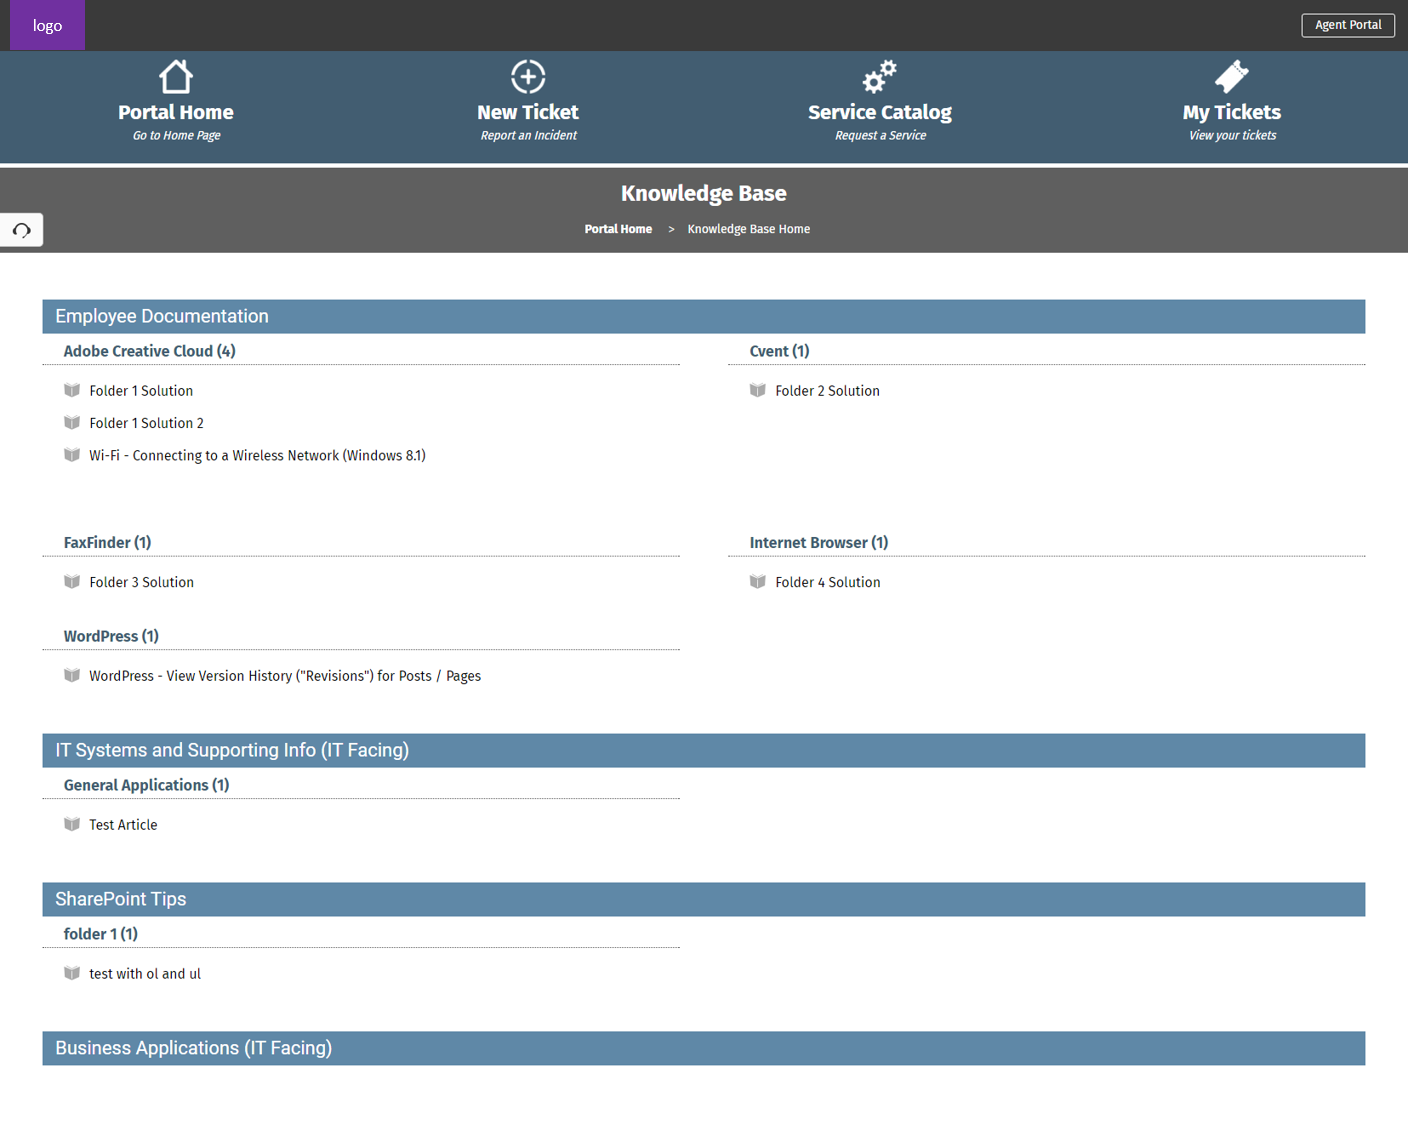 logo
Agent Portal
Portal Home
Go to Home Page
New Ticket
Report an Incident
Service Catalog
Request a Service
My Tickets
View your tickets
Knowledge Base
Portal Home > Knowledge Base Home
Employee Documentation
Adobe Creative Cloud (4)
Folder 1 Solution
Folder 1 Solution 2
Wi-Fi - Connecting to a Wireless Network (Windows 8.1)
Cvent (1)
Folder 2 Solution
FaxFinder (1)
Folder 3 Solution
Internet Browser (1)
Folder 4 Solution
WordPress (1)
WordPress - View Version History ("Revisions") for Posts / Pages
IT Systems and Supporting Info (IT Facing)
General Applications (1)
Test Article
SharePoint Tips
folder 1 (1)
test with ol and ul
Business Applications (IT Facing)